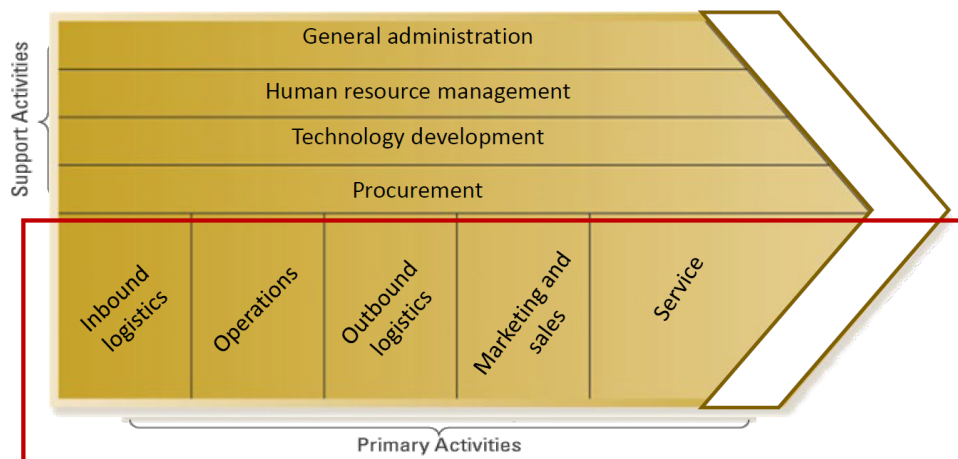 General administration
Human resource management
Technology development
Procurement
Support Activities
Inbound
logistics
Operations
Outbound
logistics
Marketing and
sales
Service
Primary Activities